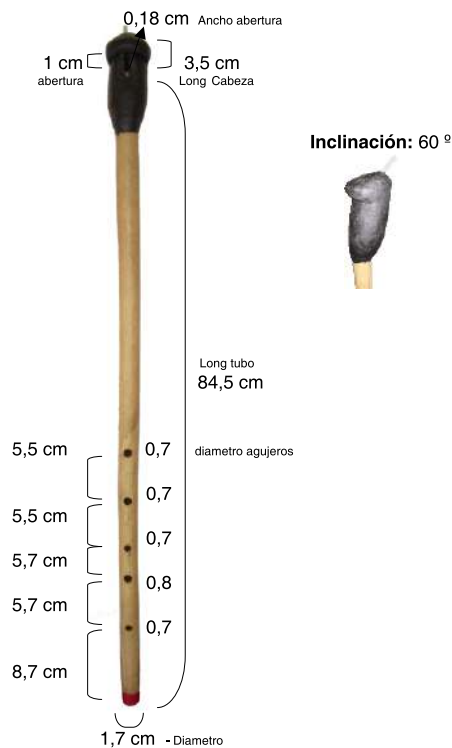 0,18 cm Ancho abertura
1 cm
abertura
3,5 cm
Long Cabeza
Inclinación: 60 º
Long tubo
84,5 cm
5,5 cm
0,7
diametro agujeros
0,7
5,5 cm
0,7
5,7 cm
0,8
5,7 cm
0,7
8,7 cm
1,7 cm - Diametro